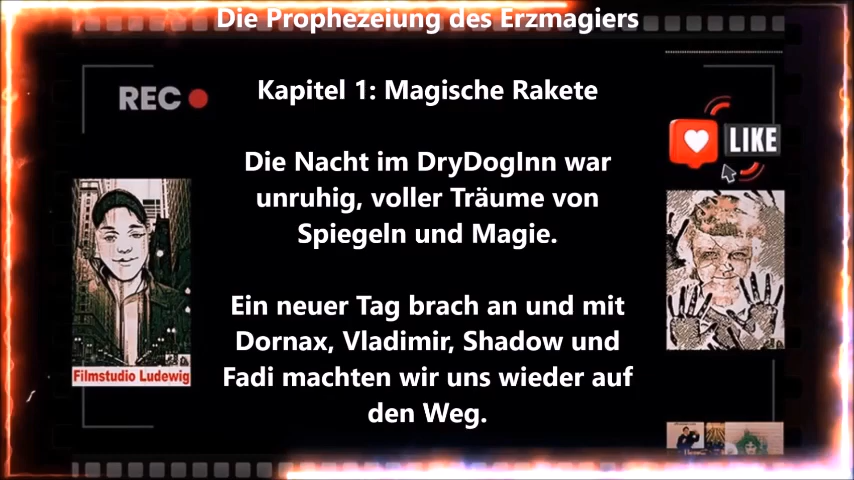 Die Prophezeiung des Erzmagiers
Kapitel 1: Magische Rakete
REC
LIKE
Die Nacht im DryDogInn war
unruhig, voller Träume von
Spiegeln und Magie.
Ein neuer Tag brach an und mit
Dornax, Vladimir, Shadow und
Fadi machten wir uns wieder auf
den Weg.
Filmstudio Ludewig